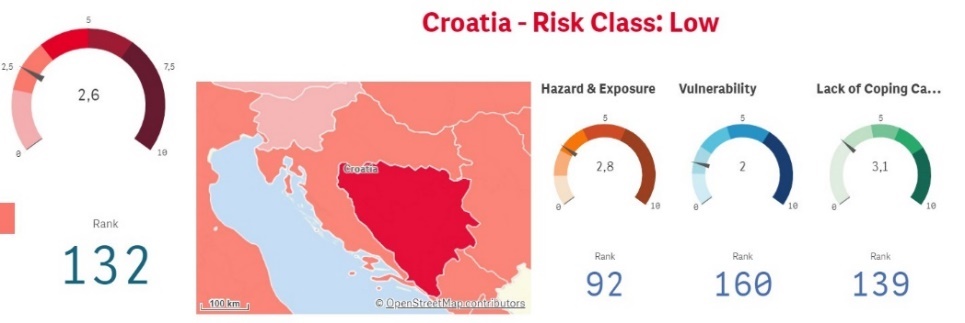 Croatia - Risk Class: Low
5
2,5
7,5
2,6
0
10
Rank
132
Croatia
100 km
© OpenStreetMap contributors
Hazard & Exposure
5
2,8
0
10
Rank
92
Vulnerability
5
2
0
10
Rank
160
Lack of Coping Ca...
5
3,1
0
10
Rank
139